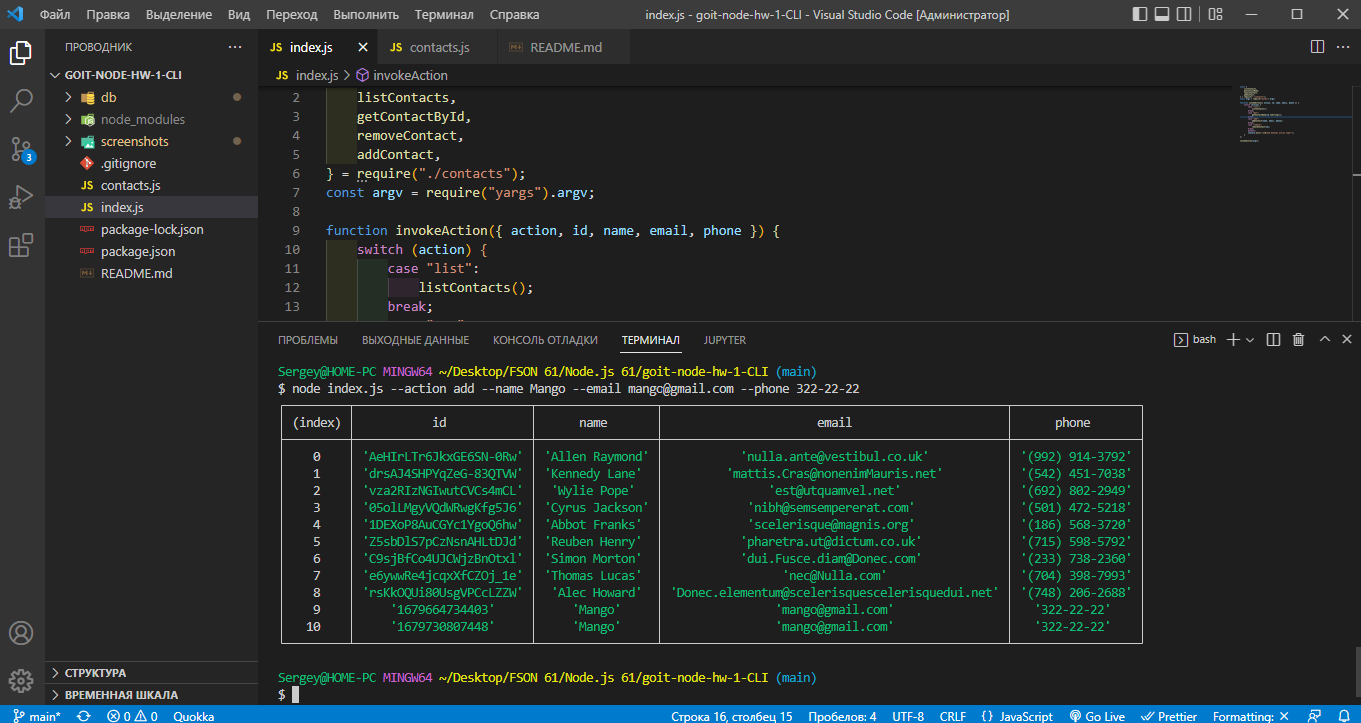 Файл Правка Выделение Вид Переход Выполнить Терминал Справка index.js - goit-node-hw-1-CLI - Visual Studio Code [Администратор]
ПРОВОДНИК
GOIT-NODE-HW-1-CLI
db
node_modules
screenshots
.gitignore
JS contacts.js
JS index.js
package-lock.json
package.json
README.md
СТРУКТУРА
ВРЕМЕННАЯ ШКАЛА
3
JS index.js JS contacts.js README.md
JS index.js > invokeAction
2 listContacts,
3 getContactById,
4 removeContact,
5 addContact,
6 } = require("./contacts");
7 const argv = require("yargs").argv;
8
9 function invokeAction({ action, id, name, email, phone }) {
10 switch (action) {
11 case "list":
12 listContacts();
13 break;
ПРОБЛЕМЫ ВЫХОДНЫЕ ДАННЫЕ КОНСОЛЬ ОТЛАДКИ ТЕРМИНАЛ JUPYTER bash
Sergey@HOME-PC MINGW64 ~/Desktop/FSON 61/Node.js 61/goit-node-hw-1-CLI (main)
$ node index.js --action add --name Mango --email mango@gmail.com --phone 322-22-22
(index) id name email phone
0 'AeHIrLTr6JkxGE6SN-0Rw' 'Allen Raymond' 'nulla.ante@vestibul.co.uk' '(992) 914-3792'
1 'drsAJ4SHPYqZeG-83QTVW' 'Kennedy Lane' 'mattis.Cras@nonenimMauris.net' '(542) 451-7038'
2 'vza2RIzNGIwutCVCs4mCL' 'Wylie Pope' 'est@utquamvel.net' '(692) 802-2949'
3 '05olLMgyVQdWRwgKfg5J6' 'Cyrus Jackson' 'nibh@semsempererat.com' '(501) 472-5218'
4 '1DEXoP8AuCGYc1YgoQ6hw' 'Abbot Franks' 'scelerisque@magnis.org' '(186) 568-3720'
5 'Z5sbDlS7pCzNsnAHLtDJd' 'Reuben Henry' 'pharetra.ut@dictum.co.uk' '(715) 598-5792'
6 'C9sjBfCo4UJCWjzBnOtxl' 'Simon Morton' 'dui.Fusce.diam@Donec.com' '(233) 738-2360'
7 'e6ywwRe4jcqxXfCZOj_1e' 'Thomas Lucas' 'nec@Nulla.com' '(704) 398-7993'
8 'rsKkOQUi80UsgVPCcLZZW' 'Alec Howard' 'Donec.elementum@scelerisquescelerisquedui.net' '(748) 206-2688'
9 '1679664734403' 'Mango' 'mango@gmail.com' '322-22-22'
10 '1679730807448' 'Mango' 'mango@gmail.com' '322-22-22'
Sergey@HOME-PC MINGW64 ~/Desktop/FSON 61/Node.js 61/goit-node-hw-1-CLI (main)
$
main* 0 0 Quokka Строка 16, столбец 15 Пробелов: 4 UTF-8 CRLF {} JavaScript Go Live Prettier Formatting: ✕